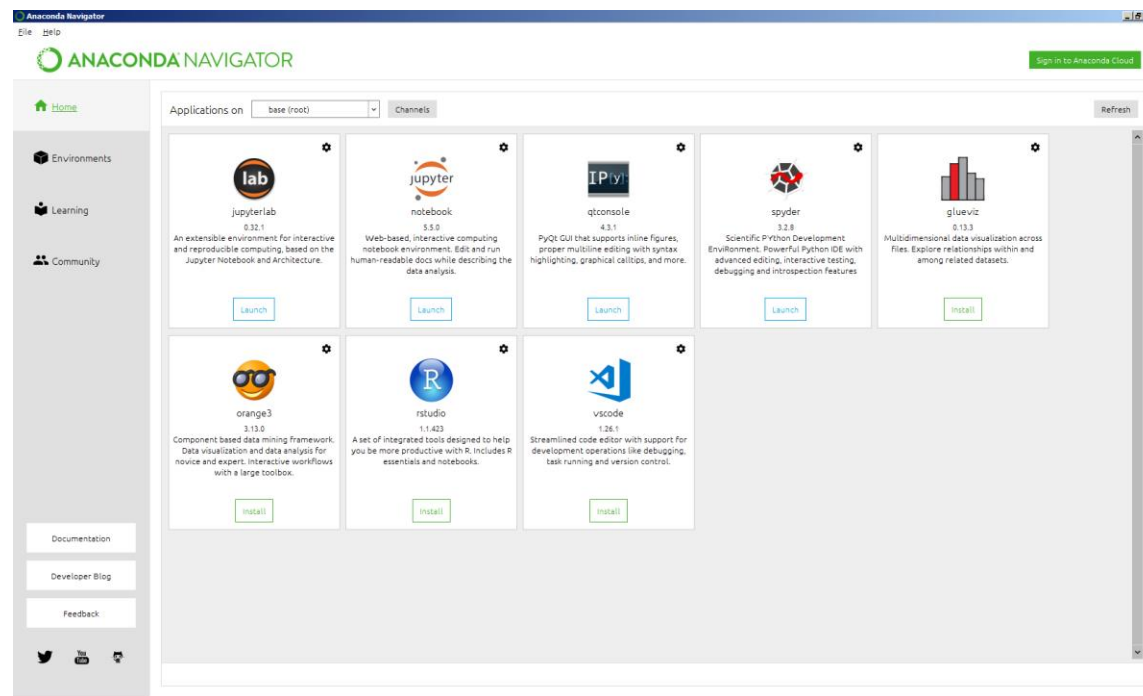 Anaconda Navigator
File Help
ANACONDA NAVIGATOR
Sign in to Anaconda Cloud
Home
Environments
Learning
Community
Applications on base (root) Channels
Refresh
lab
jupyterlab
0.32.1
An extensible environment for interactive
and reproducible computing, based on the
Jupyter Notebook and Architecture.
Launch
jupyter
notebook
5.5.0
Web-based, interactive computing
notebook environment. Edit and run
human-readable docs while describing the
data analysis.
Launch
IP[y]:
qtconsole
4.3.1
PyQt GUI that supports inline figures,
proper multiline editing with syntax
highlighting, graphical calltips, and more.
Launch
spyder
3.2.8
Scientific PYthon Development
EnviRonment. Powerful Python IDE with
advanced editing, interactive testing,
debugging and introspection features
Launch
glueviz
0.13.3
Multidimensional data visualization across
files. Explore relationships within and
among related datasets.
Install
orange3
3.13.0
Component based data mining framework.
Data visualization and data analysis for
novice and expert. Interactive workflows
with a large toolbox.
Install
R
rstudio
1.1.423
A set of integrated tools designed to help
you be more productive with R. Includes R
essentials and notebooks.
Install
vscode
1.26.1
Streamlined code editor with support for
development operations like debugging,
task running and version control.
Install
Documentation
Developer Blog
Feedback
You
Tube